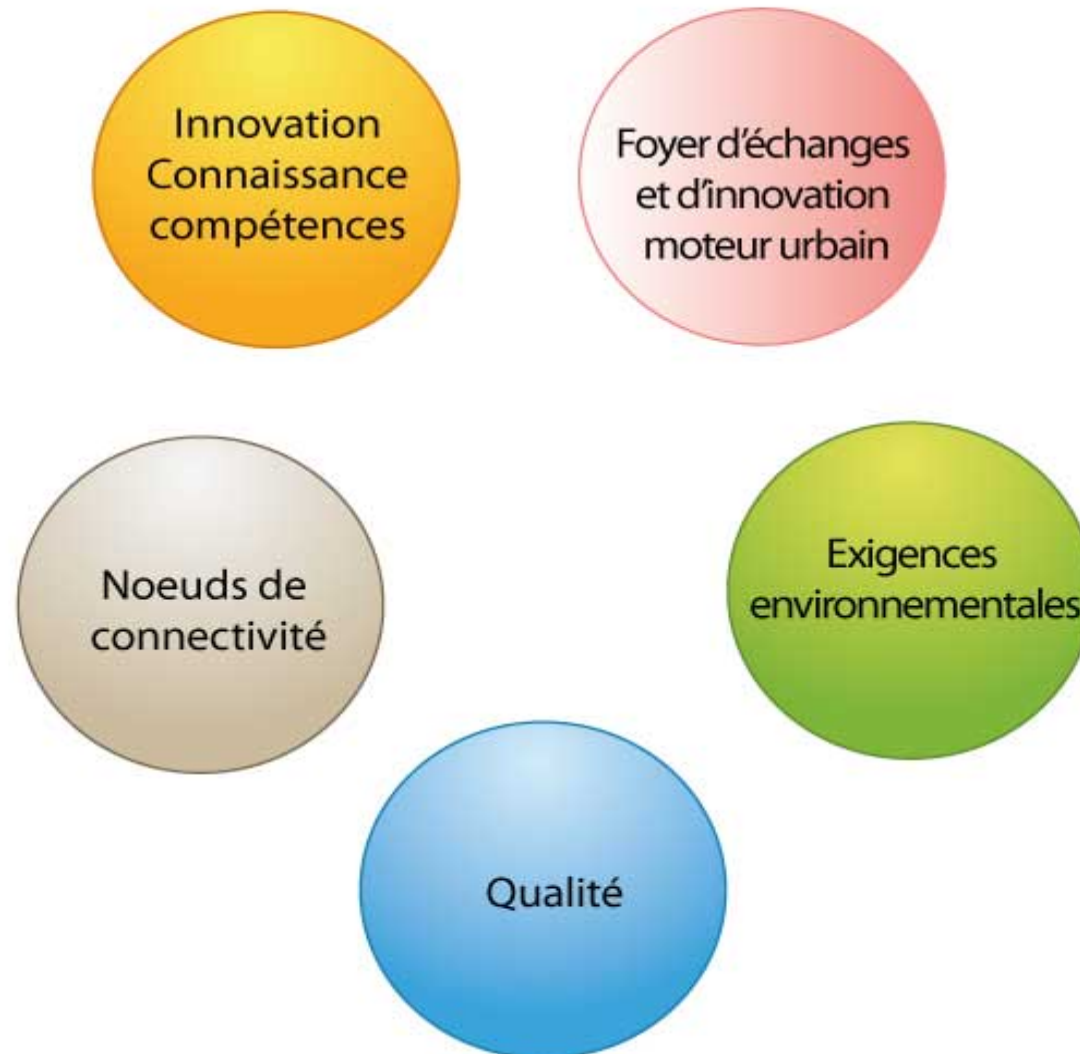 Innovation
Connaissance
compétences
Foyer d'échanges
et d'innovation
moteur urbain
Noeuds de
connectivité
Exigences
environnementales
Qualité